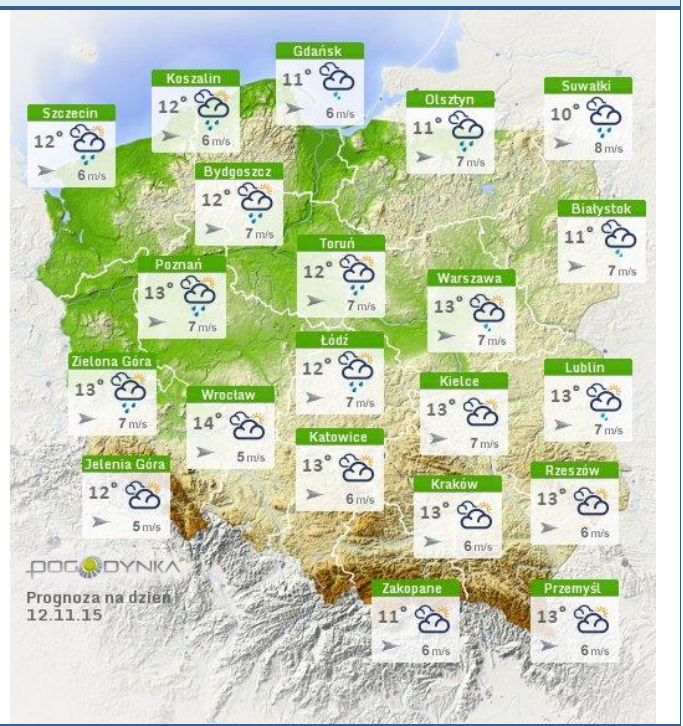 Gdańsk
11°
6 m/s
Koszalin
12°
6 m/s
Suwałki
10°
8 m/s
Olsztyn
11°
7 m/s
Szczecin
12°
6 m/s
Bydgoszcz
12°
7 m/s
Białystok
11°
7 m/s
Toruń
12°
7 m/s
Poznań
13°
7 m/s
Warszawa
13°
7 m/s
Łódź
12°
7 m/s
Zielona Góra
13°
7 m/s
Lublin
13°
7 m/s
Kielce
13°
7 m/s
Wrocław
14°
5 m/s
Katowice
13°
6 m/s
Jelenia Góra
12°
5 m/s
Rzeszów
13°
6 m/s
Kraków
13°
6 m/s
POGODYNKA
Prognoza na dzień
12.11.15
Zakopane
11°
6 m/s
Przemyśl
13°
6 m/s